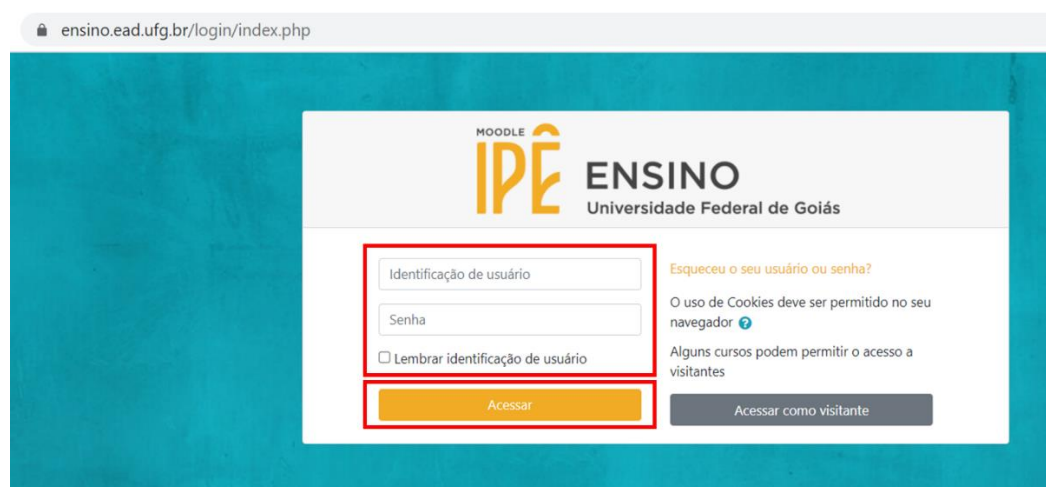 ensino.ead.ufg.br/login/index.php
MOODLE
IPÊ
ENSINO
Universidade Federal de Goiás
Identificação de usuário
Senha
Lembrar identificação de usuário
Acessar
Esqueceu o seu usuário ou senha?
O uso de Cookies deve ser permitido no seu
navegador ?
Alguns cursos podem permitir o acesso a
visitantes
Acessar como visitante